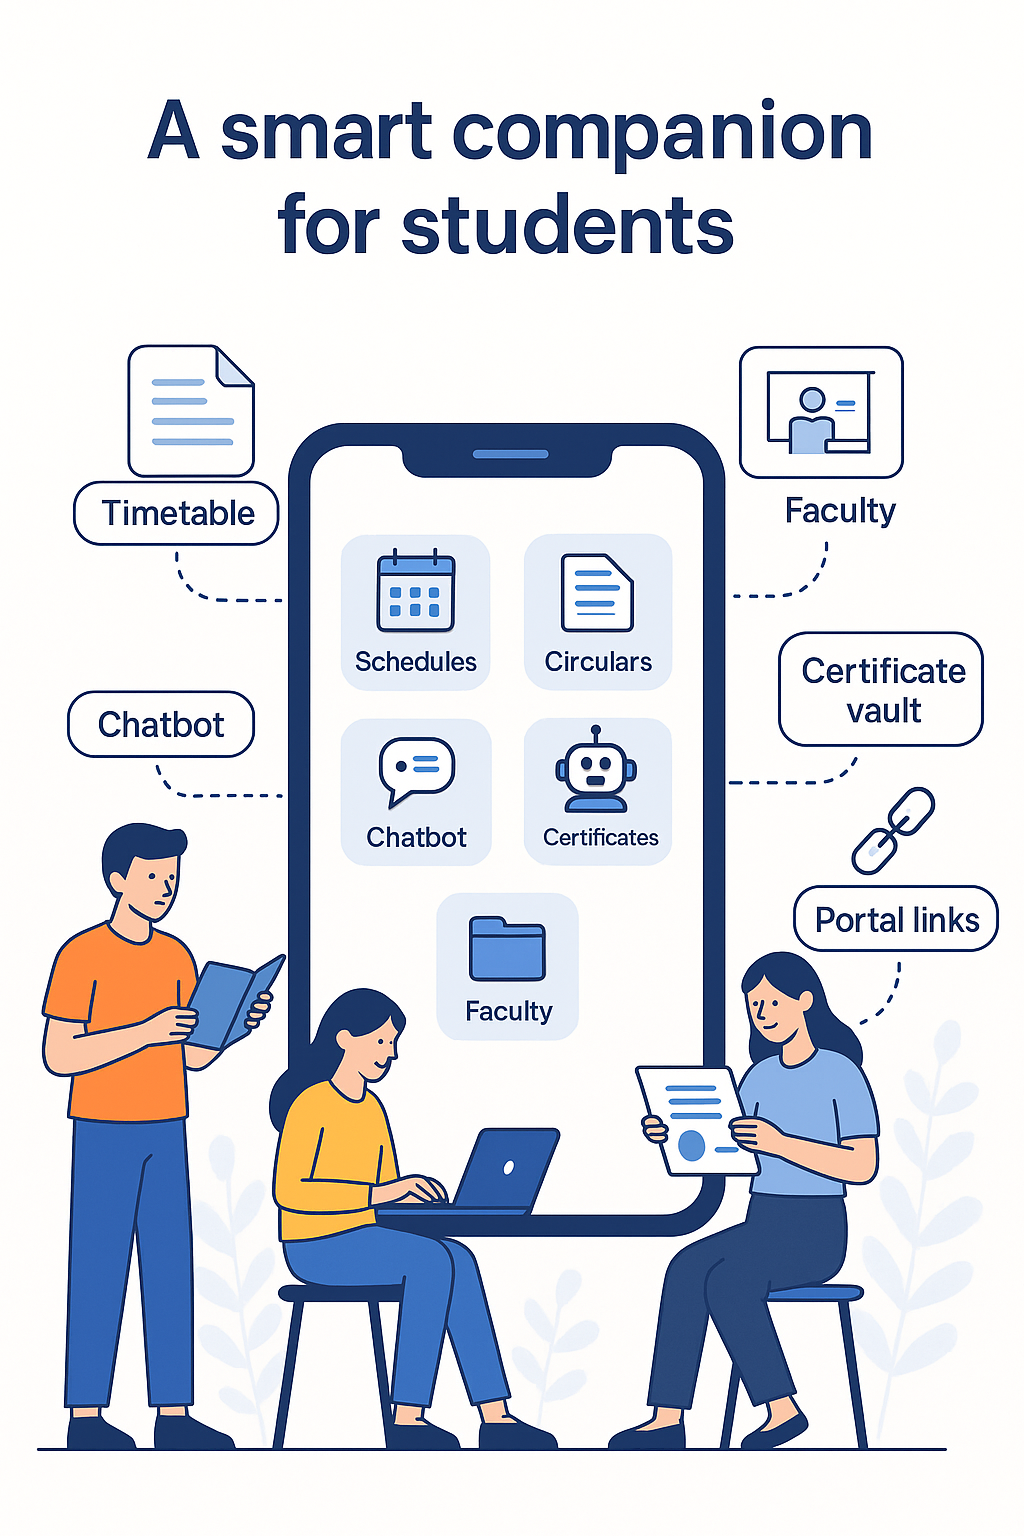 A smart companion
for students
Timetable
Faculty
Schedules
Circulars
Certificate
vault
Chatbot
Chatbot
Certificates
Portal links
Faculty